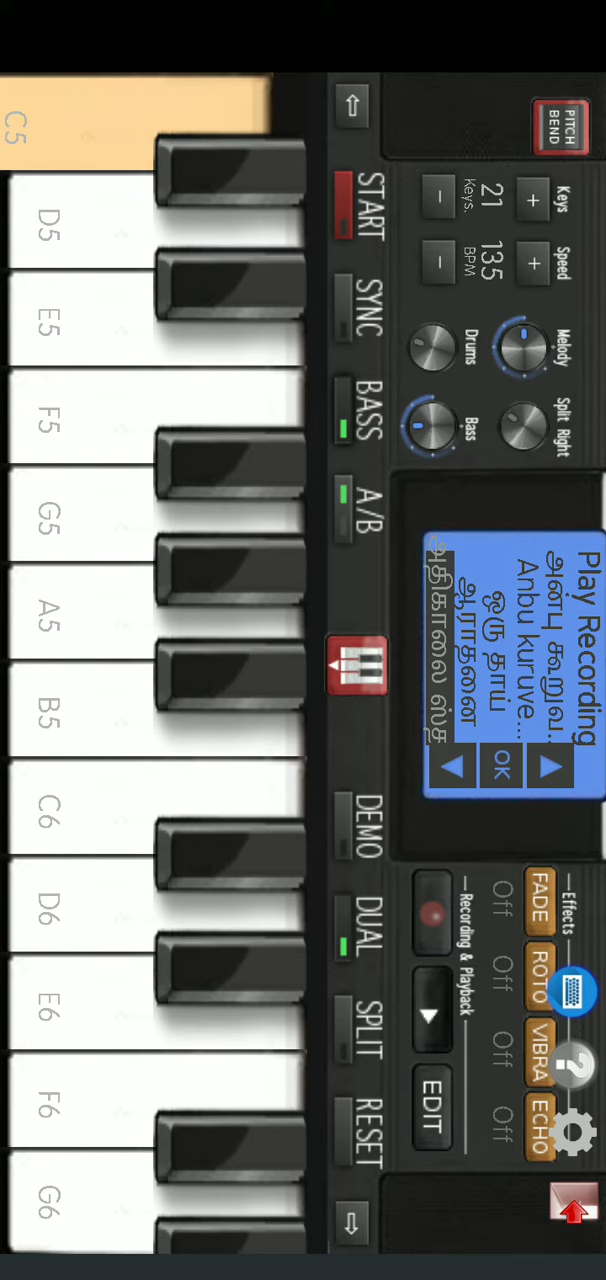 PITCH
BEND
Keys
Speed
+
+
21
135
Keys.
BPM
-
-
Melody
Split Right
Drums
Bass
Play Recording
அன்பு கூறுவ..
Anbu kuruve...
ஒரு தாய்
ஆராதனை
அதிகாலை ஸ்த
OK
Effects
FADE
ROTO
VIBRA
ECHO
Off
Off
Off
Off
Recording & Playback
EDIT
?
START
SYNC
BASS
A/B
DEMO
DUAL
SPLIT
RESET
C5
D5
E5
F5
G5
A5
B5
C6
D6
E6
F6
G6